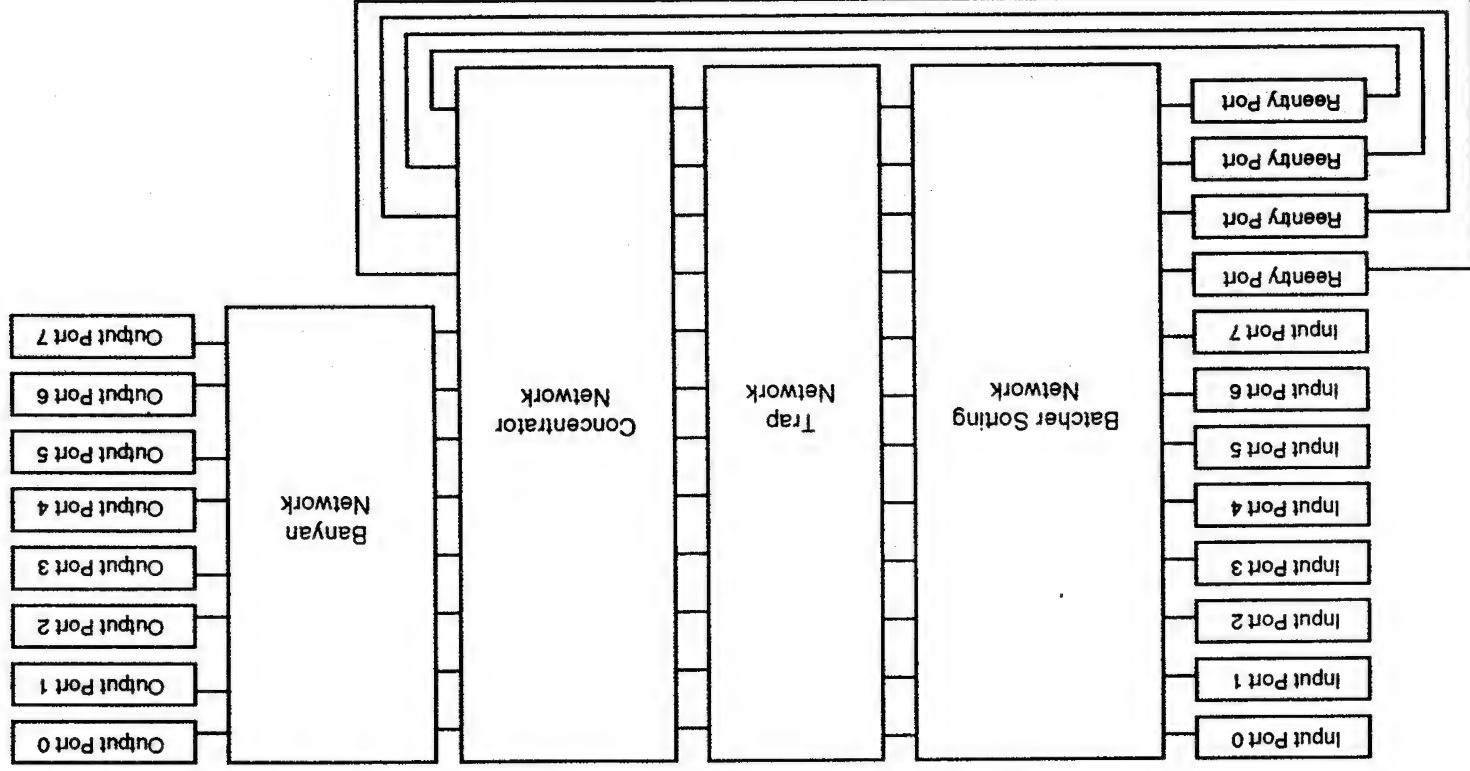 Input Port 0
Input Port 1
Input Port 2
Input Port 3
Input Port 4
Input Port 5
Input Port 6
Input Port 7
Reentry Port
Reentry Port
Reentry Port
Reentry Port
Batcher Sorting
Network
Trap
Network
Concentrator
Network
Banyan
Network
Output Port 0
Output Port 1
Output Port 2
Output Port 3
Output Port 4
Output Port 5
Output Port 6
Output Port 7